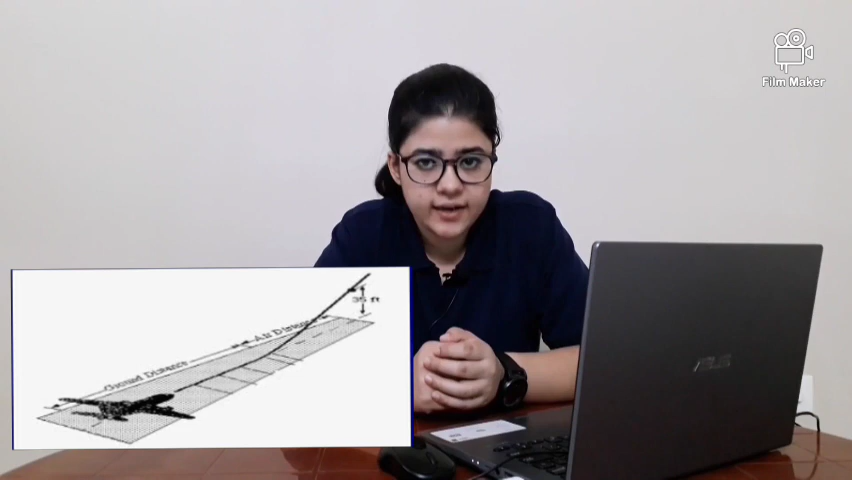 Film Maker
35 ft
Air Distance
Ground Distance
ASUS